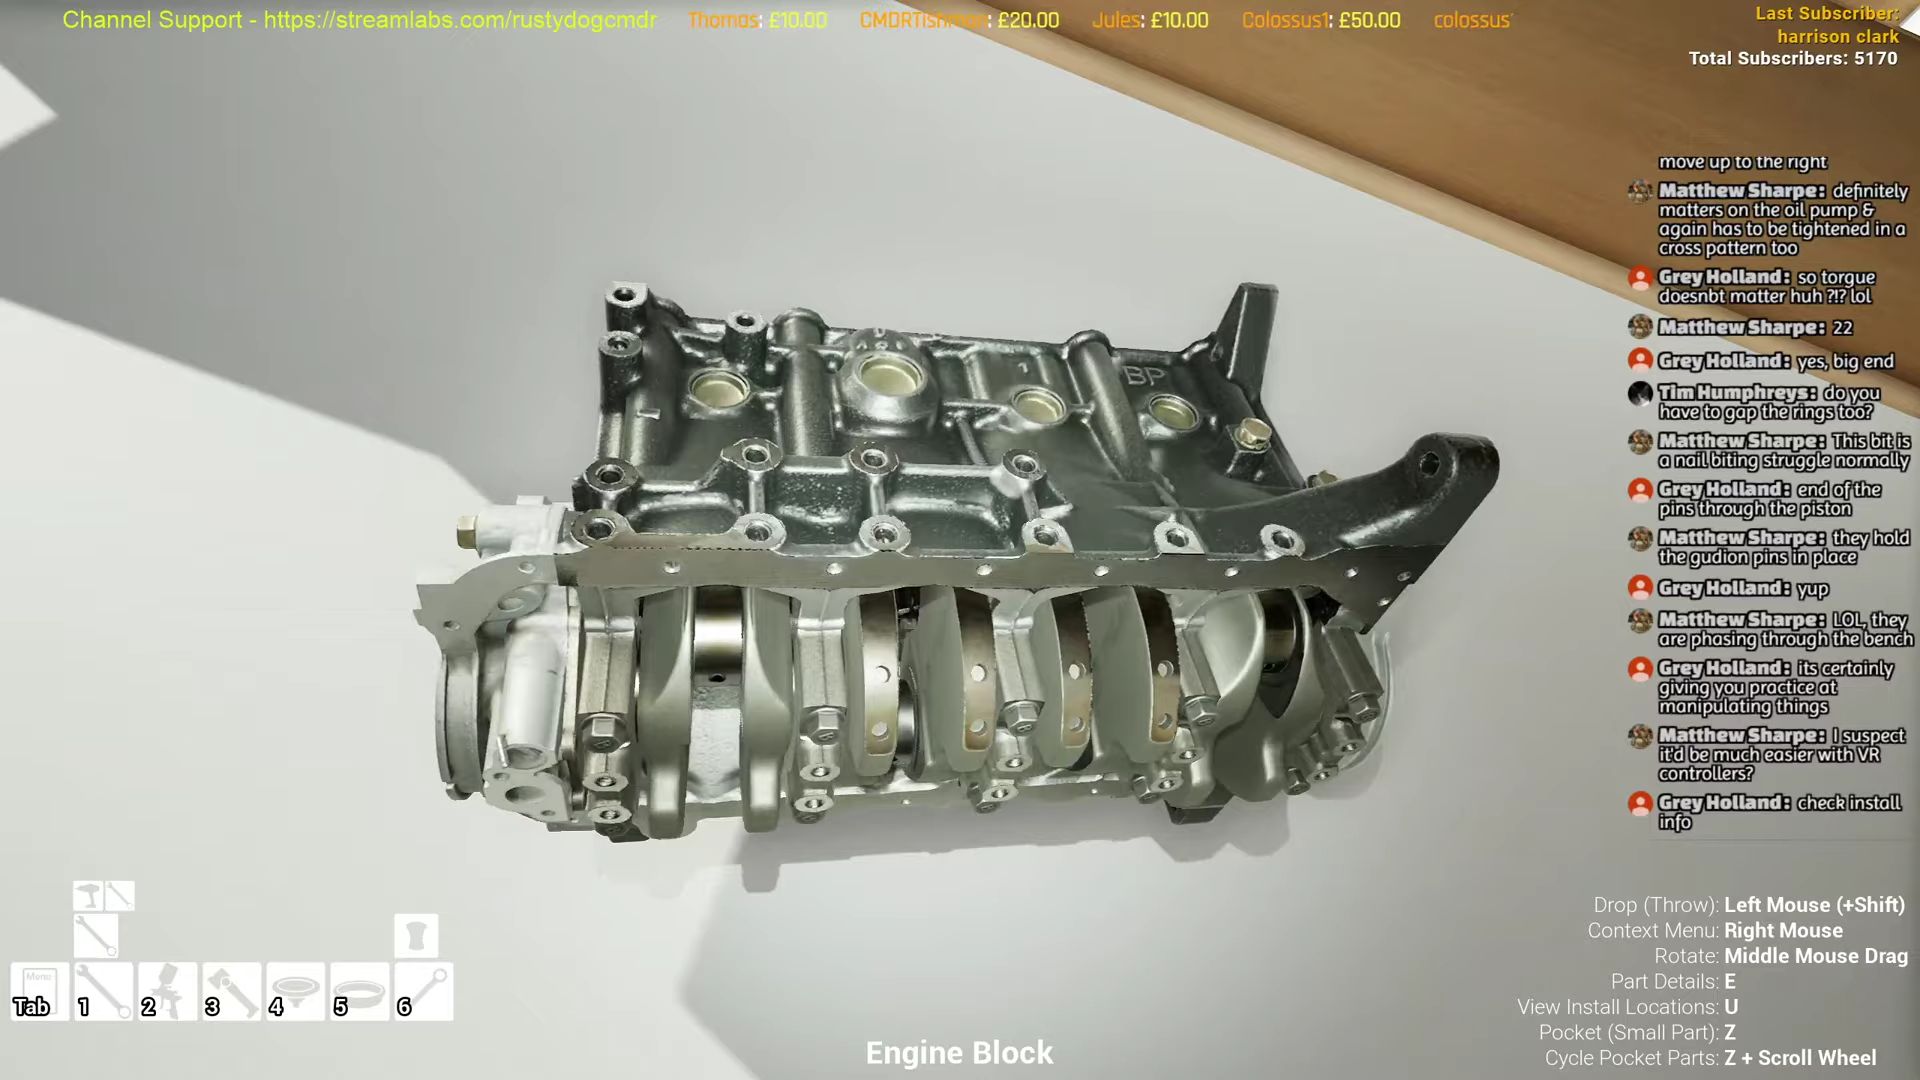 Channel Support - https://streamlabs.com/rustydogcmdr Thomas: £10.00 CMDRTishman: £20.00 Jules: £10.00 Colossus1: £50.00 colossus
Last Subscriber:
harrison clark
Total Subscribers: 5170
move up to the right
Matthew Sharpe: definitely
matters on the oil pump &
again has to be tightened in a
cross pattern too
Grey Holland: so torgue
doesnbt matter huh ?!? lol
Matthew Sharpe: 22
Grey Holland: yes, big end
Tim Humphreys: do you
have to gap the rings too?
Matthew Sharpe: This bit is
a nail biting struggle normally
Grey Holland: end of the
pins through the piston
Matthew Sharpe: they hold
the gudion pins in place
Grey Holland: yup
Matthew Sharpe: LOL, they
are phasing through the bench
Grey Holland: its certainly
giving you practice at
manipulating things
Matthew Sharpe: I suspect
it'd be much easier with VR
controllers?
Grey Holland: check install
info
BP
Drop (Throw): Left Mouse (+Shift)
Context Menu: Right Mouse
Rotate: Middle Mouse Drag
Part Details: E
View Install Locations: U
Pocket (Small Part): Z
Cycle Pocket Parts: Z + Scroll Wheel
Menu
Tab 1 2 3 4 5 6
Engine Block